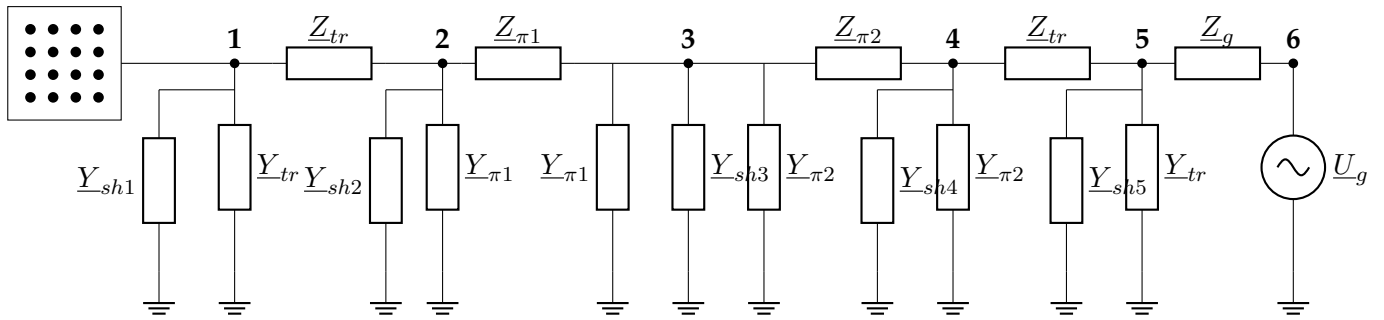 1 Z_tr 2 Z_π1 3 Z_π2 4 Z_tr 5 Z_g 6
Y_sh1 Y_tr Y_sh2 Y_π1 Y_π1 Y_sh3 Y_π2 Y_sh4 Y_π2 Y_sh5 Y_tr U_g